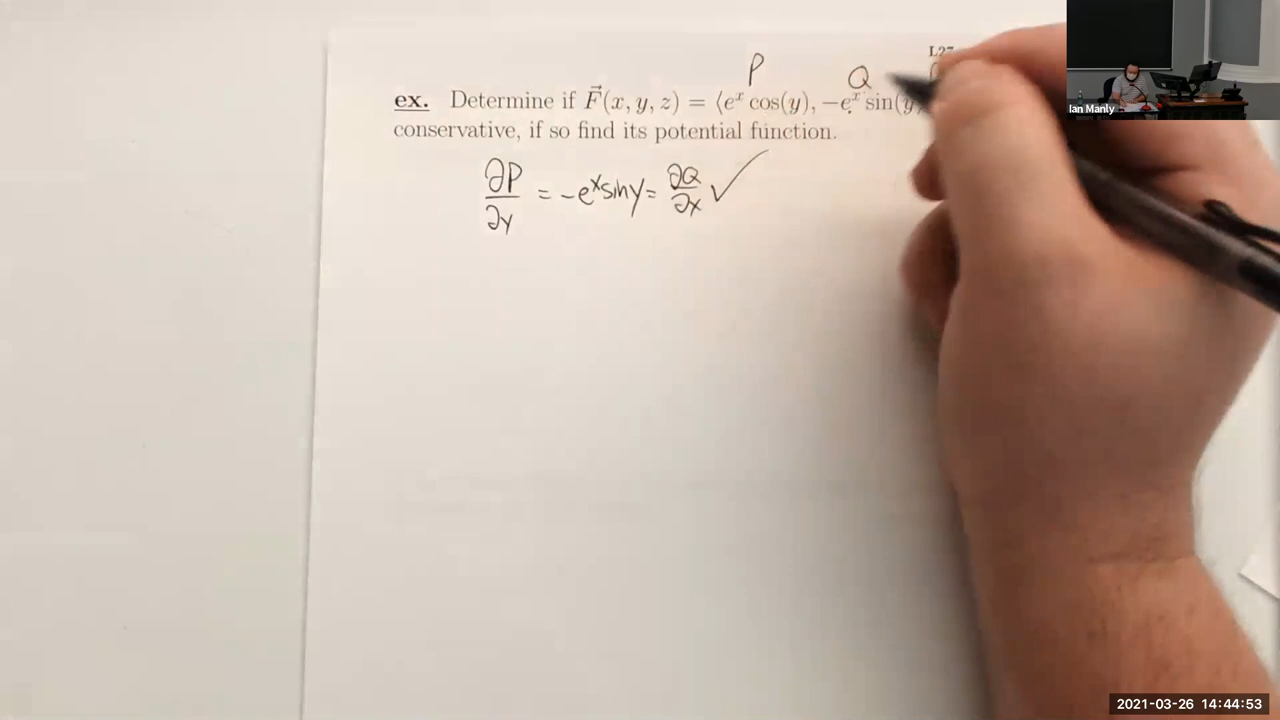 L27
P Q
ex. Determine if F⃗(x, y, z) = ⟨e^x cos(y), −e^x sin(y
conservative, if so find its potential function.
∂P/∂y = -e^x sin y = ∂Q/∂x ✓
Ian Manly
2021-03-26 14:44:53